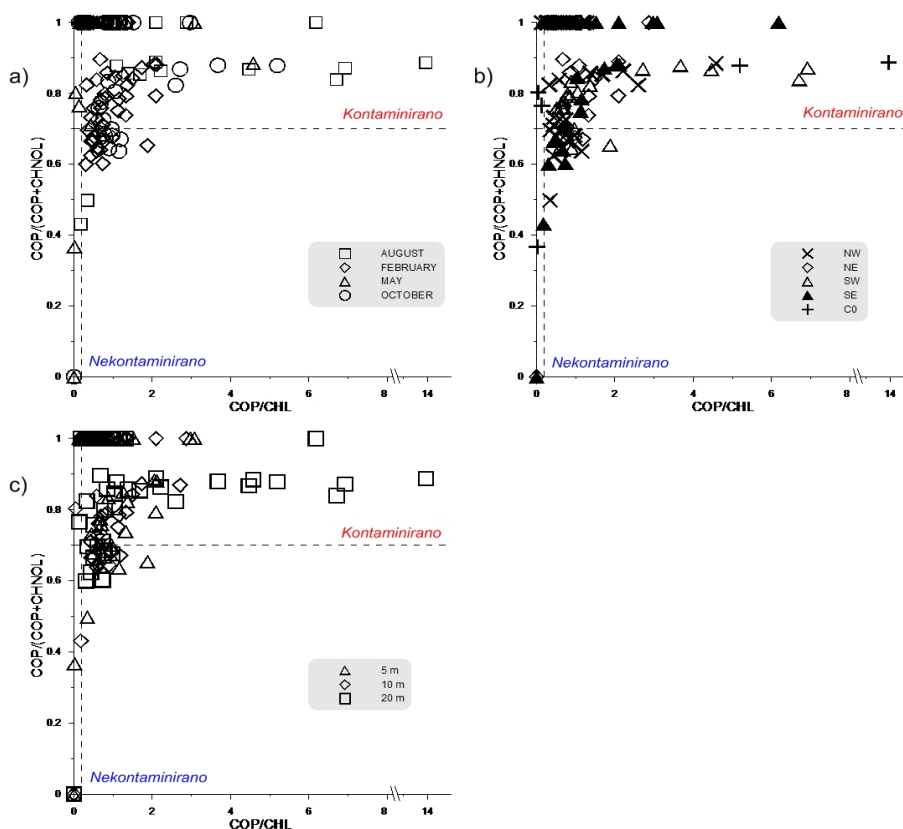 a)
COP/(COP+CHNOL)
1
0.8
0.6
0.4
0.2
0
Kontaminirano
AUGUST
FEBRUARY
MAY
OCTOBER
Nekontaminirano
0 2 4 6 8 14
COP/CHL
b)
COP/(COP+CHNOL)
1
0.8
0.6
0.4
0.2
0
Kontaminirano
NW
NE
SW
SE
C0
Nekontaminirano
0 2 4 6 8 14
COP/CHL
c)
COP/(COP+CHNOL)
1
0.8
0.6
0.4
0.2
0
Kontaminirano
5 m
10 m
20 m
Nekontaminirano
0 2 4 6 8 14
COP/CHL